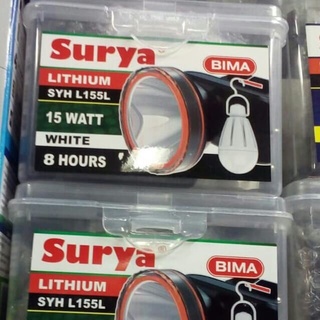 Surya
BIMA
LITHIUM
SYH L155L
15 WATT
WHITE
8 HOURS
Surya
BIMA
LITHIUM
SYH L155L